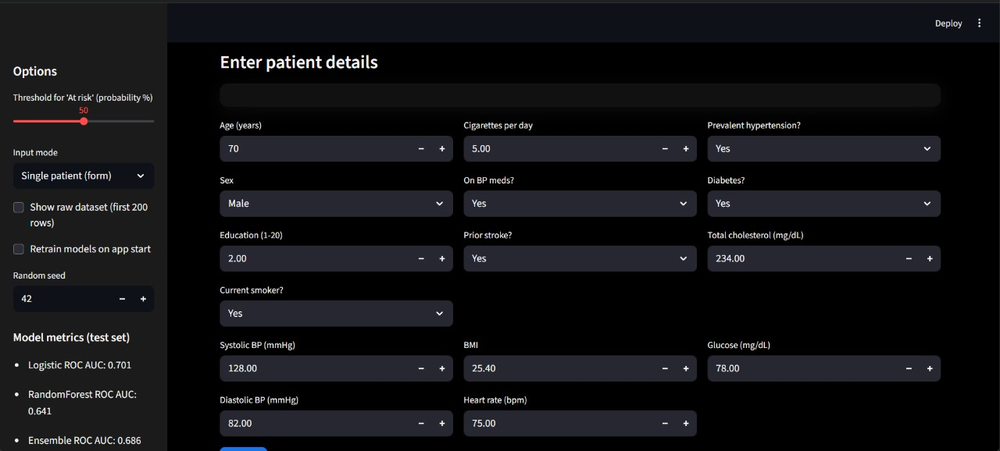 Deploy
Options
Threshold for 'At risk' (probability %)
50
Input mode
Single patient (form)
Show raw dataset (first 200
rows)
Retrain models on app start
Random seed
42
Model metrics (test set)
Logistic ROC AUC: 0.701
RandomForest ROC AUC:
0.641
Ensemble ROC AUC: 0.686
Enter patient details
Age (years)
70
Cigarettes per day
5.00
Prevalent hypertension?
Yes
Sex
Male
On BP meds?
Yes
Diabetes?
Yes
Education (1-20)
2.00
Prior stroke?
Yes
Total cholesterol (mg/dL)
234.00
Current smoker?
Yes
Systolic BP (mmHg)
128.00
BMI
25.40
Glucose (mg/dL)
78.00
Diastolic BP (mmHg)
82.00
Heart rate (bpm)
75.00